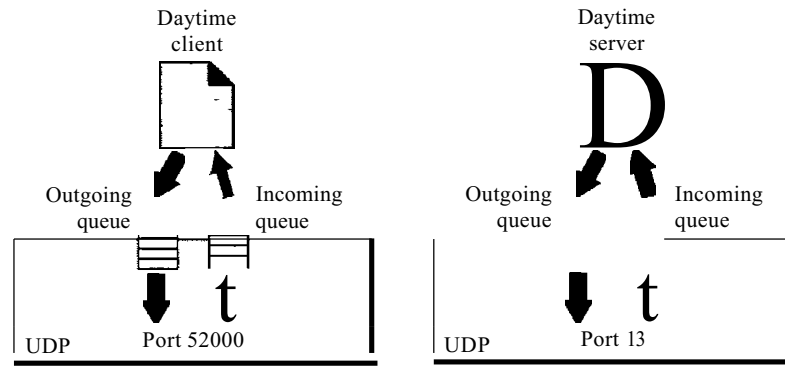 Daytime
client
Daytime
server
D
Outgoing
queue
Incoming
queue
Outgoing
queue
Incoming
queue
t
t
UDP
Port 52000
UDP
Port 13